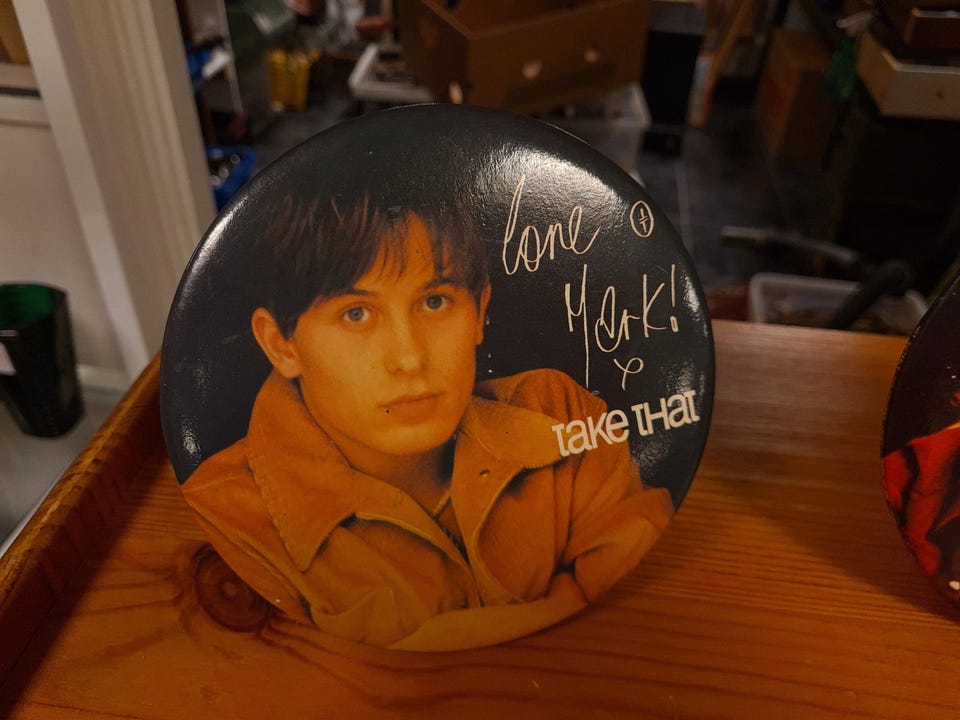 Love
Mark!
x
TAKE THAT